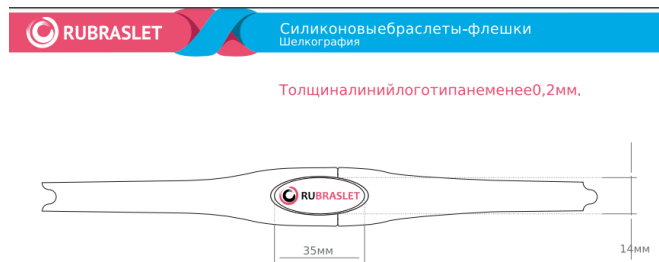 RUBRASLET
Силиконовыебраслеты-флешки
Шелкография
Толщиналинийлоготипанеменее0,2мм.
RUBRASLET
35мм
14мм